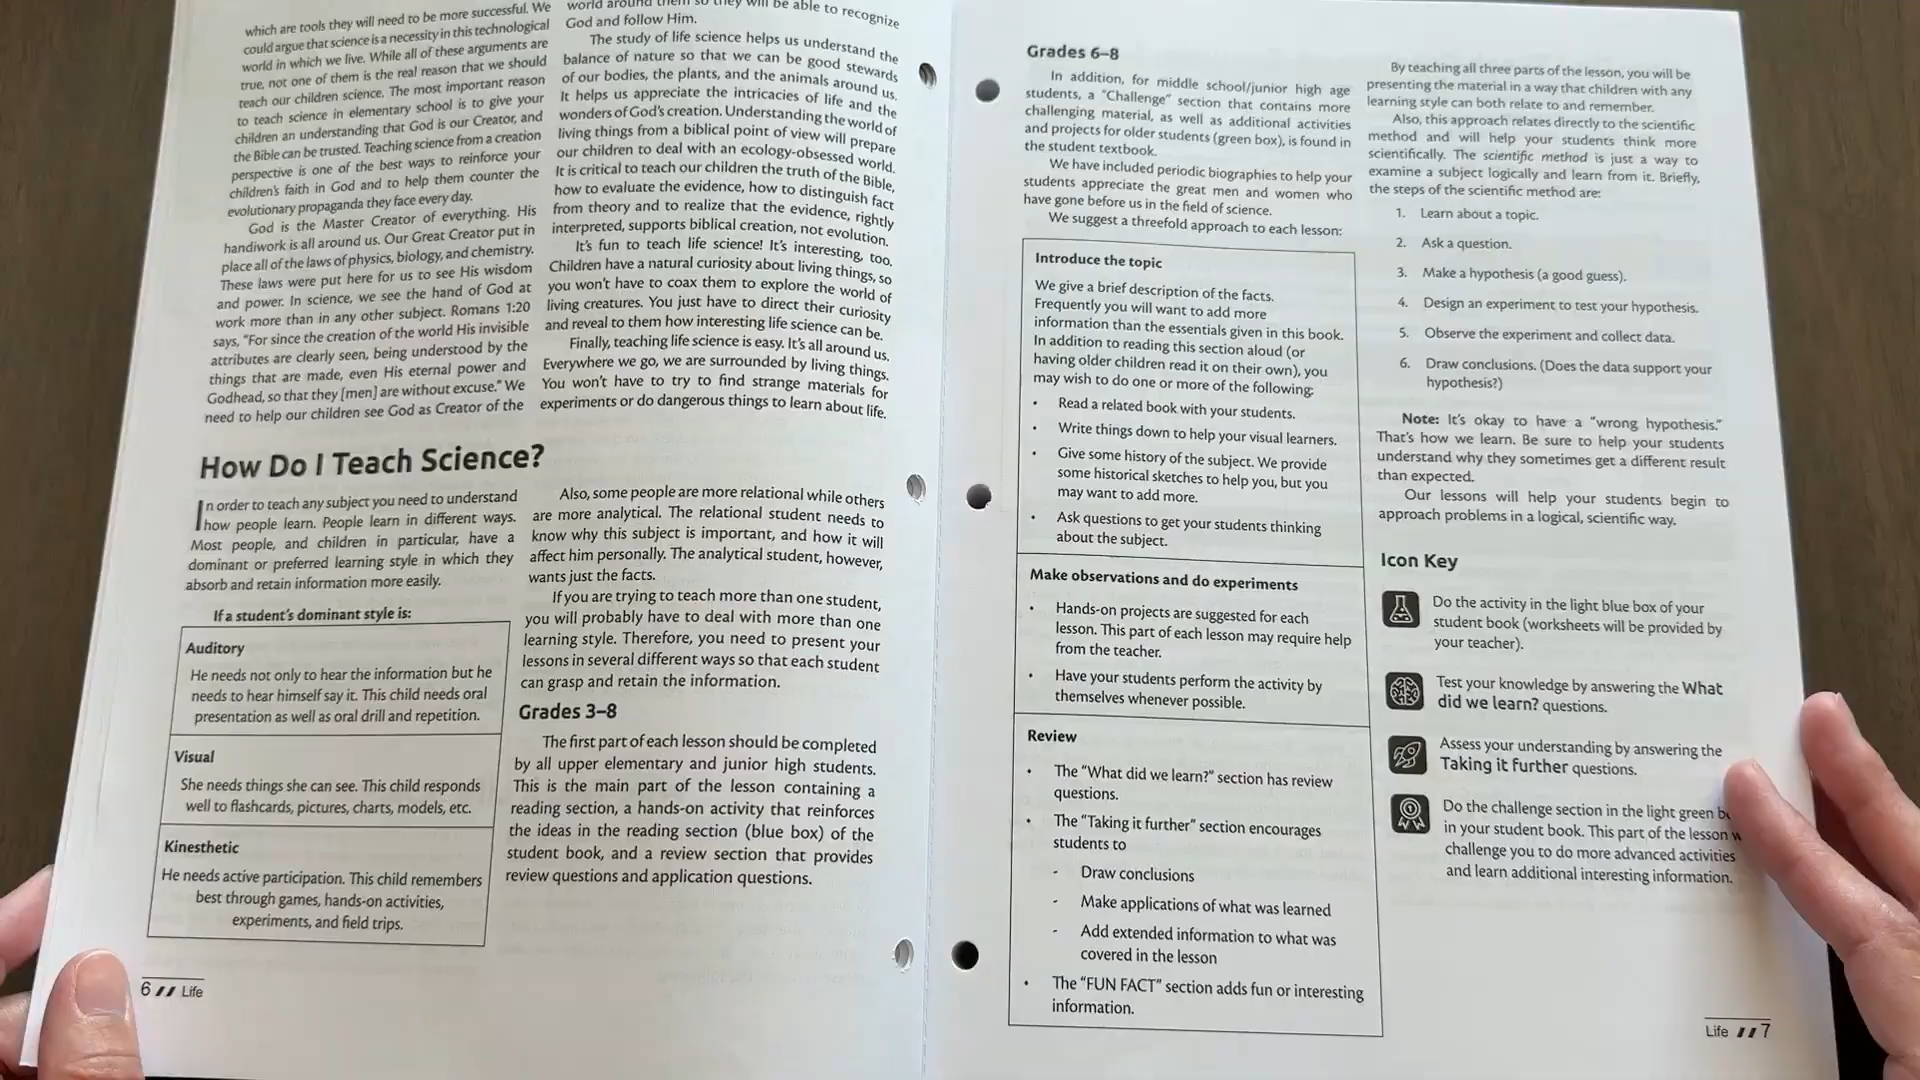 which are tools they will need to be more successful. We
could argue that science is a necessity in this technological
world in which we live. While all of these arguments are
true, not one of them is the real reason that we should
teach our children science. The most important reason
to teach science in elementary school is to give your
children an understanding that God is our Creator, and
the Bible can be trusted. Teaching science from a creation
perspective is one of the best ways to reinforce your
children's faith in God and to help them counter the
evolutionary propaganda they face every day.
God is the Master Creator of everything. His
handiwork is all around us. Our Great Creator put in
place all of the laws of physics, biology, and chemistry.
These laws were put here for us to see His wisdom
and power. In science, we see the hand of God at
work more than in any other subject. Romans 1:20
says, "For since the creation of the world His invisible
attributes are clearly seen, being understood by the
things that are made, even His eternal power and
Godhead, so that they [men] are without excuse." We
need to help our children see God as Creator of the
world around them so they will be able to recognize
God and follow Him.
The study of life science helps us understand the
balance of nature so that we can be good stewards
of our bodies, the plants, and the animals around us.
It helps us appreciate the intricacies of life and the
wonders of God's creation. Understanding the world of
living things from a biblical point of view will prepare
our children to deal with an ecology-obsessed world.
It is critical to teach our children the truth of the Bible,
how to evaluate the evidence, how to distinguish fact
from theory and to realize that the evidence, rightly
interpreted, supports biblical creation, not evolution.
It's fun to teach life science! It's interesting, too.
Children have a natural curiosity about living things, so
you won't have to coax them to explore the world of
living creatures. You just have to direct their curiosity
and reveal to them how interesting life science can be.
Finally, teaching life science is easy. It's all around us.
Everywhere we go, we are surrounded by living things.
You won't have to try to find strange materials for
experiments or do dangerous things to learn about life.
How Do I Teach Science?
In order to teach any subject you need to understand
how people learn. People learn in different ways.
Most people, and children in particular, have a
dominant or preferred learning style in which they
absorb and retain information more easily.
If a student's dominant style is:
Auditory
He needs not only to hear the information but he
needs to hear himself say it. This child needs oral
presentation as well as oral drill and repetition.
Visual
She needs things she can see. This child responds
well to flashcards, pictures, charts, models, etc.
Kinesthetic
He needs active participation. This child remembers
best through games, hands-on activities,
experiments, and field trips.
Also, some people are more relational while others
are more analytical. The relational student needs to
know why this subject is important, and how it will
affect him personally. The analytical student, however,
wants just the facts.
If you are trying to teach more than one student,
you will probably have to deal with more than one
learning style. Therefore, you need to present your
lessons in several different ways so that each student
can grasp and retain the information.
Grades 3–8
The first part of each lesson should be completed
by all upper elementary and junior high students.
This is the main part of the lesson containing a
reading section, a hands-on activity that reinforces
the ideas in the reading section (blue box) of the
student book, and a review section that provides
review questions and application questions.
6 Life
Grades 6–8
In addition, for middle school/junior high age
students, a "Challenge" section that contains more
challenging material, as well as additional activities
and projects for older students (green box), is found in
the student textbook.
We have included periodic biographies to help your
students appreciate the great men and women who
have gone before us in the field of science.
We suggest a threefold approach to each lesson:
Introduce the topic
We give a brief description of the facts.
Frequently you will want to add more
information than the essentials given in this book.
In addition to reading this section aloud (or
having older children read it on their own), you
may wish to do one or more of the following:
• Read a related book with your students.
• Write things down to help your visual learners.
• Give some history of the subject. We provide
some historical sketches to help you, but you
may want to add more.
• Ask questions to get your students thinking
about the subject.
Make observations and do experiments
• Hands-on projects are suggested for each
lesson. This part of each lesson may require help
from the teacher.
• Have your students perform the activity by
themselves whenever possible.
Review
• The "What did we learn?" section has review
questions.
• The "Taking it further" section encourages
students to
- Draw conclusions
- Make applications of what was learned
- Add extended information to what was
covered in the lesson
• The "FUN FACT" section adds fun or interesting
information.
By teaching all three parts of the lesson, you will be
presenting the material in a way that children with any
learning style can both relate to and remember.
Also, this approach relates directly to the scientific
method and will help your students think more
scientifically. The scientific method is just a way to
examine a subject logically and learn from it. Briefly,
the steps of the scientific method are:
1. Learn about a topic.
2. Ask a question.
3. Make a hypothesis (a good guess).
4. Design an experiment to test your hypothesis.
5. Observe the experiment and collect data.
6. Draw conclusions. (Does the data support your
hypothesis?)
Note: It's okay to have a "wrong hypothesis."
That's how we learn. Be sure to help your students
understand why they sometimes get a different result
than expected.
Our lessons will help your students begin to
approach problems in a logical, scientific way.
Icon Key
Do the activity in the light blue box of your
student book (worksheets will be provided by
your teacher).
Test your knowledge by answering the What
did we learn? questions.
Assess your understanding by answering the
Taking it further questions.
Do the challenge section in the light green
in your student book. This part of the lesson
challenge you to do more advanced activities
and learn additional interesting information.
Life 7